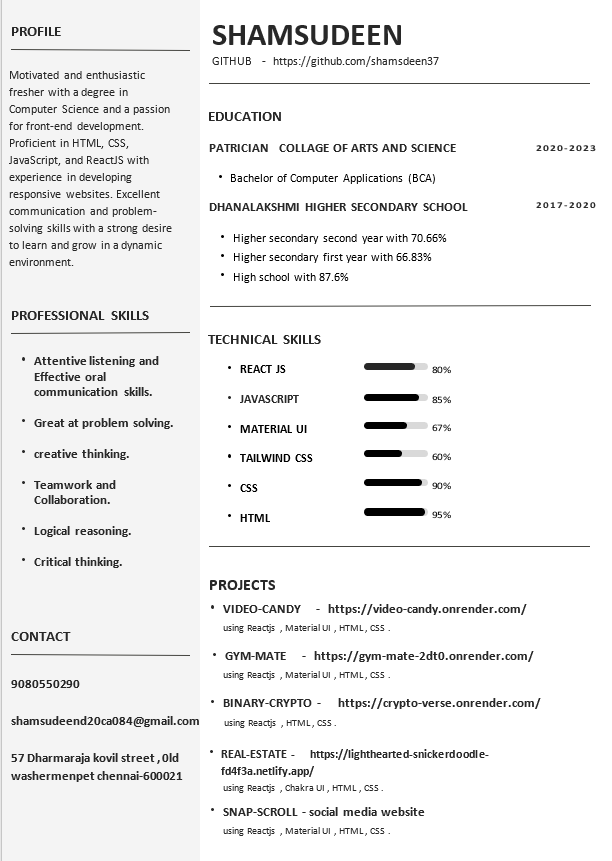 PROFILE
Motivated and enthusiastic
fresher with a degree in
Computer Science and a passion
for front-end development.
Proficient in HTML, CSS,
JavaScript, and ReactJS with
experience in developing
responsive websites. Excellent
communication and problem-
solving skills with a strong desire
to learn and grow in a dynamic
environment.
PROFESSIONAL SKILLS
• Attentive listening and
Effective oral
communication skills.
• Great at problem solving.
• creative thinking.
• Teamwork and
Collaboration.
• Logical reasoning.
• Critical thinking.
CONTACT
9080550290
shamsudeend20ca084@gmail.com
57 Dharmaraja kovil street , 0ld
washermenpet chennai-600021
SHAMSUDEEN
GITHUB - https://github.com/shamsdeen37
EDUCATION
PATRICIAN COLLAGE OF ARTS AND SCIENCE 2020-2023
• Bachelor of Computer Applications (BCA)
DHANALAKSHMI HIGHER SECONDARY SCHOOL 2017-2020
• Higher secondary second year with 70.66%
• Higher secondary first year with 66.83%
• High school with 87.6%
TECHNICAL SKILLS
• REACT JS 80%
• JAVASCRIPT 85%
• MATERIAL UI 67%
• TAILWIND CSS 60%
• CSS 90%
• HTML 95%
PROJECTS
• VIDEO-CANDY - https://video-candy.onrender.com/
using Reactjs , Material UI , HTML , CSS .
• GYM-MATE - https://gym-mate-2dt0.onrender.com/
using Reactjs , Material UI , HTML , CSS .
• BINARY-CRYPTO - https://crypto-verse.onrender.com/
using Reactjs , HTML , CSS .
• REAL-ESTATE - https://lighthearted-snickerdoodle-
fd4f3a.netlify.app/
using Reactjs , Chakra UI , HTML , CSS .
• SNAP-SCROLL - social media website
using Reactjs , Material UI , HTML , CSS .